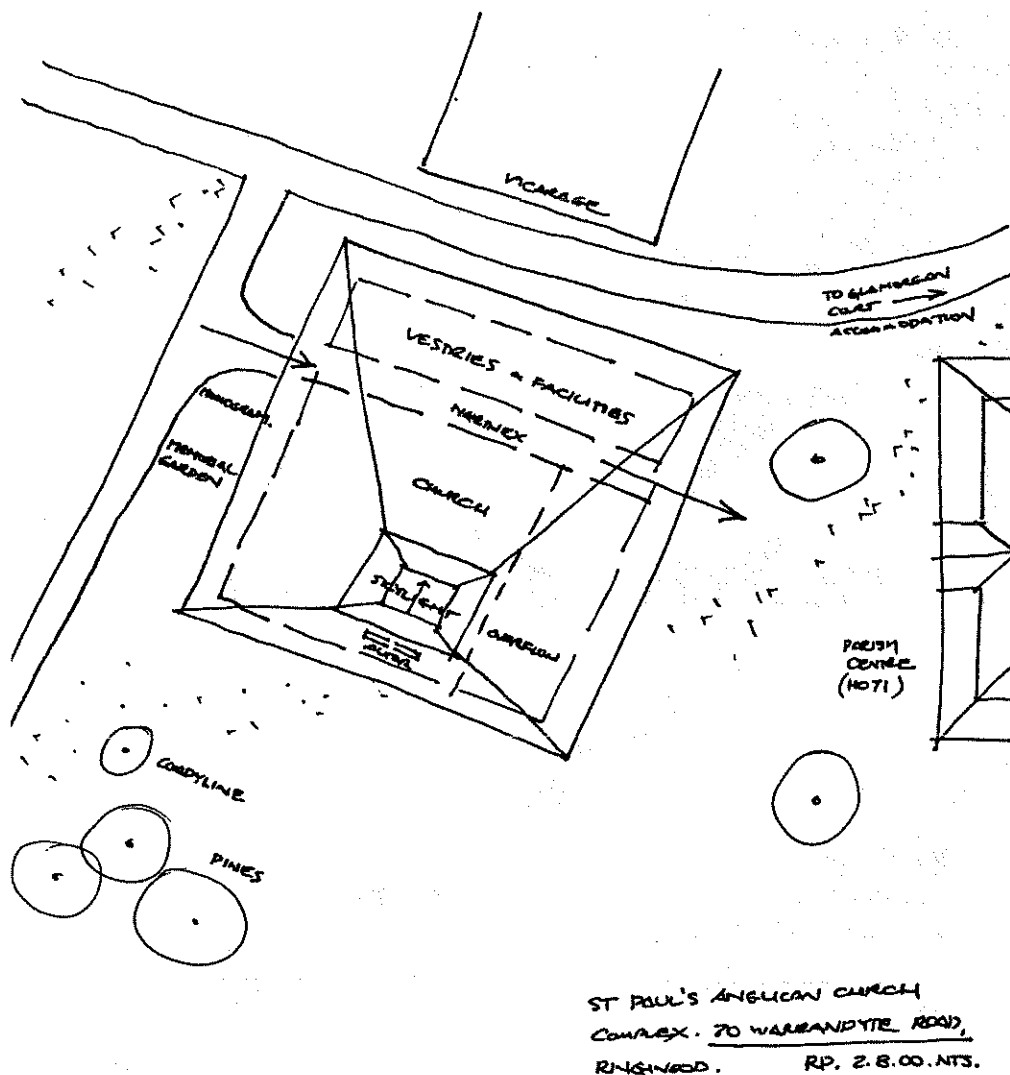 VICARAGE
TO GLAMORGAN
COURT
ACCOMMODATION
VESTRIES & FACILITIES
NARTHEX
MONOGRAM.
MEMORIAL
GARDEN
CHURCH
SKYLIGHT
ALTAR
OVERFLOW
PARISH
CENTRE
(HO71)
CORDYLINE
PINES
ST PAUL'S ANGLICAN CHURCH
COMPLEX. 70 WARRANDYTE ROAD,
RINGWOOD. RP. 2.8.00. NTS.